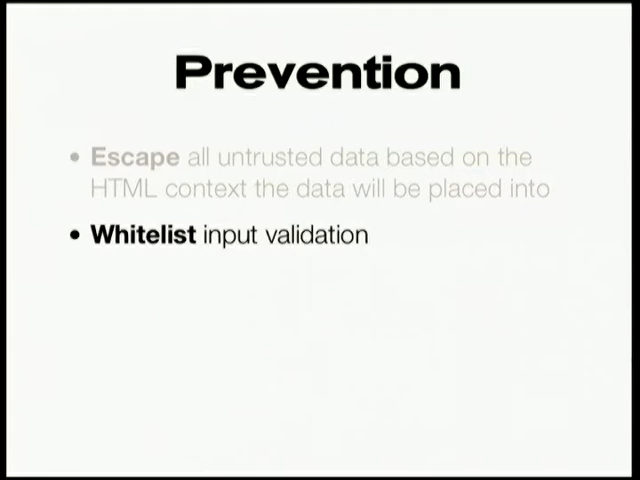 Prevention
• Escape all untrusted data based on the
HTML context the data will be placed into
• Whitelist input validation